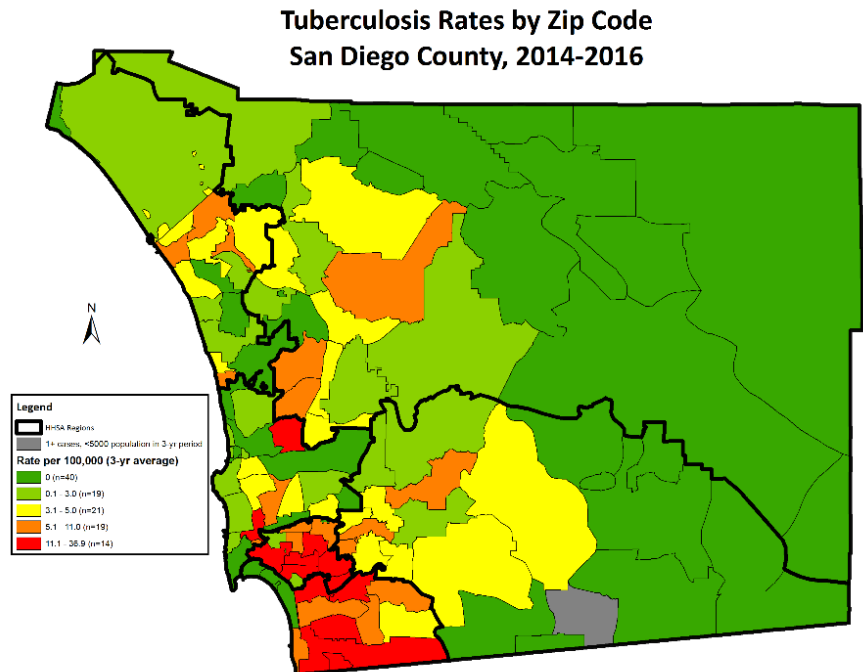 Tuberculosis Rates by Zip Code
San Diego County, 2014-2016
N
Legend
HHSA Regions
1+ cases, <5000 population in 3-yr period
Rate per 100,000 (3-yr average)
0 (n=40)
0.1 - 3.0 (n=19)
3.1 - 5.0 (n=21)
5.1 - 11.0 (n=19)
11.1 - 38.9 (n=14)